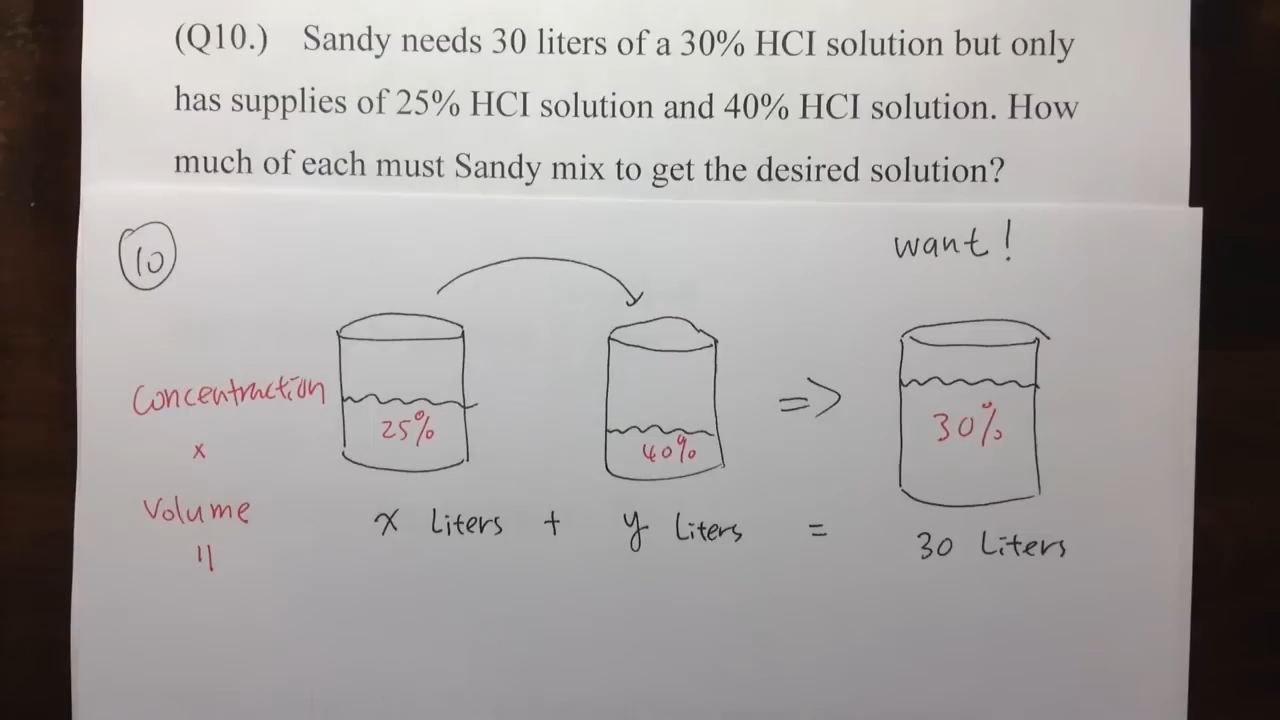 (Q10.) Sandy needs 30 liters of a 30% HCI solution but only
has supplies of 25% HCI solution and 40% HCI solution. How
much of each must Sandy mix to get the desired solution?
10
want!
Concentraction
x
Volume
=
25%
40%
=>
30%
x Liters + y Liters = 30 Liters